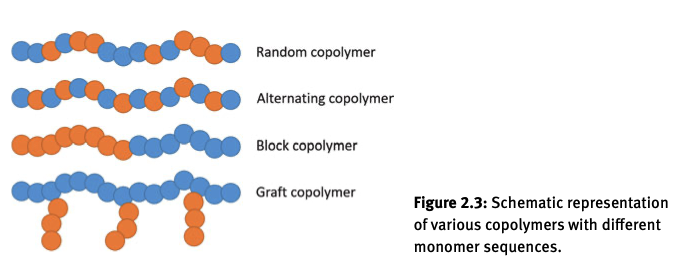 Random copolymer
Alternating copolymer
Block copolymer
Graft copolymer
Figure 2.3: Schematic representation
of various copolymers with different
monomer sequences.